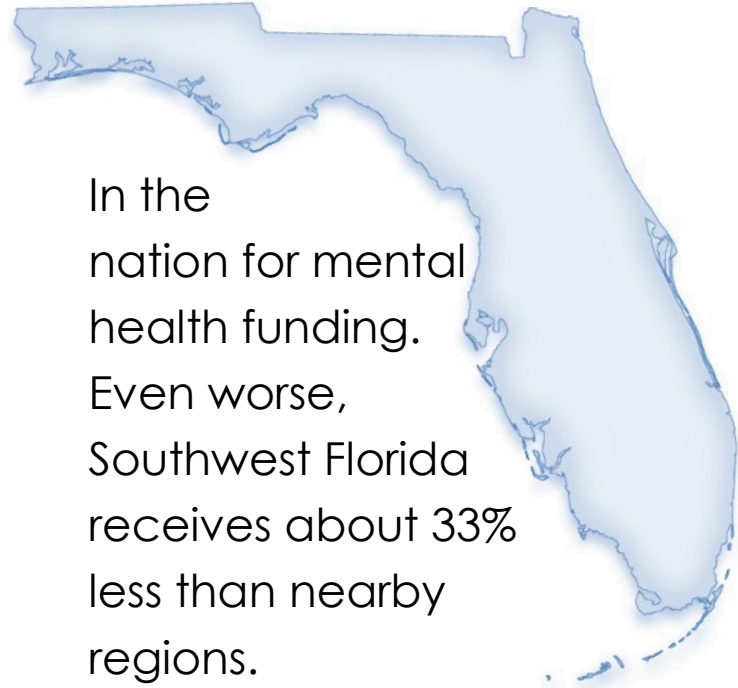 In the
nation for mental
health funding.
Even worse,
Southwest Florida
receives about 33%
less than nearby
regions.